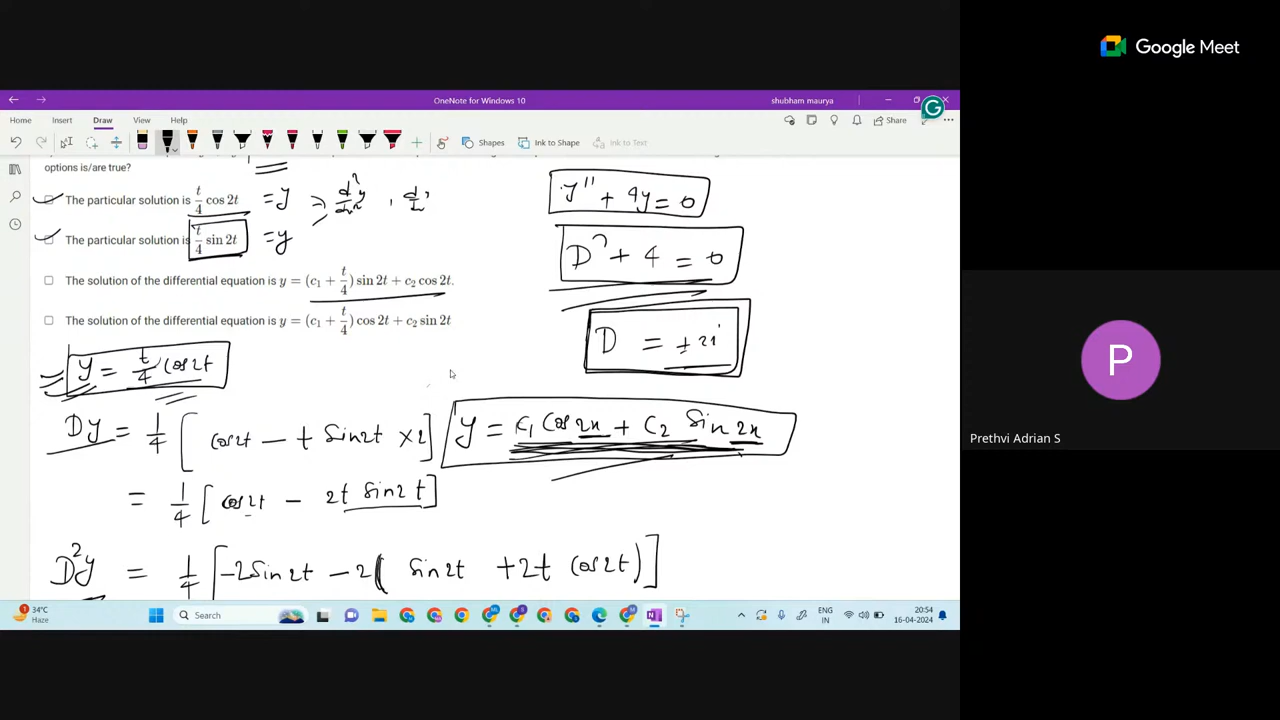 Google Meet
OneNote for Windows 10
shubham maurya
Home Insert Draw View Help
Share
Shapes Ink to Shape Ink to Text
options is/are true?
The particular solution is t/4 cos 2t = y ⇒ d²y/dx² , dy
The particular solution is t/4 sin 2t = y
The solution of the differential equation is y = (c₁ + t/4) sin 2t + c₂ cos 2t.
The solution of the differential equation is y = (c₁ + t/4) cos 2t + c₂ sin 2t
y'' + 4y = 0
D² + 4 = 0
D = ±2i
y = t/4 cos2t
Dy = 1/4 [ cos2t - t sin2t × 2 ]
y = c₁ cos 2x + c₂ sin 2x
= 1/4 [ cos2t - 2t sin2t ]
D²y = 1/4 [ -2sin2t - 2( sin2t + 2t cos2t) ]
Prethvi Adrian S
P
34°C
Haze
Search
ENG
IN
20:54
16-04-2024